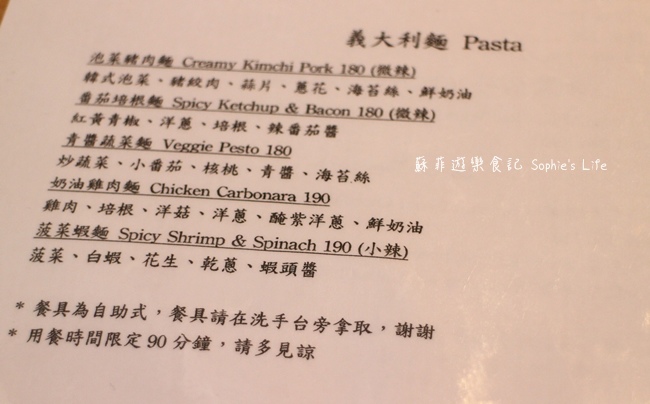 義大利麵 Pasta
泡菜豬肉麵 Creamy Kimchi Pork 180 (微辣)
韓式泡菜、豬絞肉、蒜片、蔥花、海苔絲、鮮奶油
番茄培根麵 Spicy Ketchup & Bacon 180 (微辣)
紅黃青椒、洋蔥、培根、辣番茄醬
青醬蔬菜麵 Veggie Pesto 180
炒蔬菜、小番茄、核桃、青醬、海苔絲
蘇菲遊樂食記 Sophie's Life
奶油雞肉麵 Chicken Carbonara 190
雞肉、培根、洋菇、洋蔥、醃紫洋蔥、鮮奶油
菠菜蝦麵 Spicy Shrimp & Spinach 190 (小辣)
菠菜、白蝦、花生、乾蔥、蝦頭醬
* 餐具為自助式，餐具請在洗手台旁拿取，謝謝
* 用餐時間限定90分鐘，請多見諒